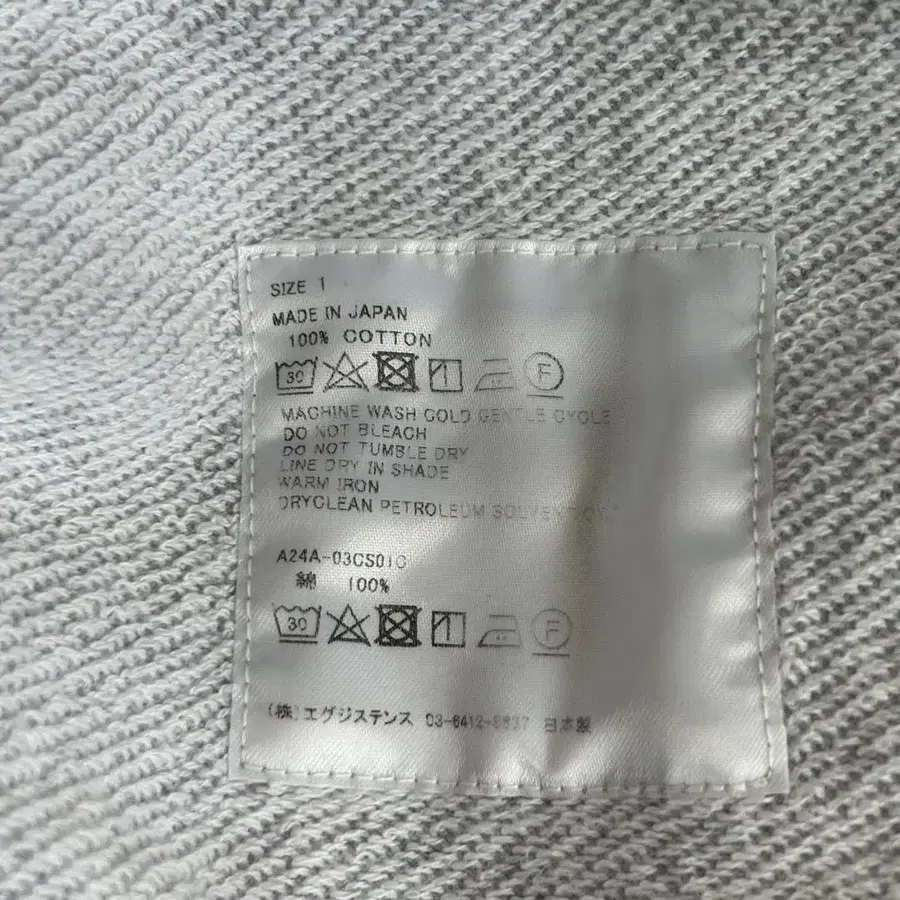 SIZE 1
MADE IN JAPAN
100% COTTON
30 F
MACHINE WASH COLD GENTLE CYCLE
DO NOT BLEACH
DO NOT TUMBLE DRY
LINE DRY IN SHADE
WARM IRON
DRYCLEAN PETROLEUM SOLVENT
綿 100%
30 F
(株)エグジステンス 日本製